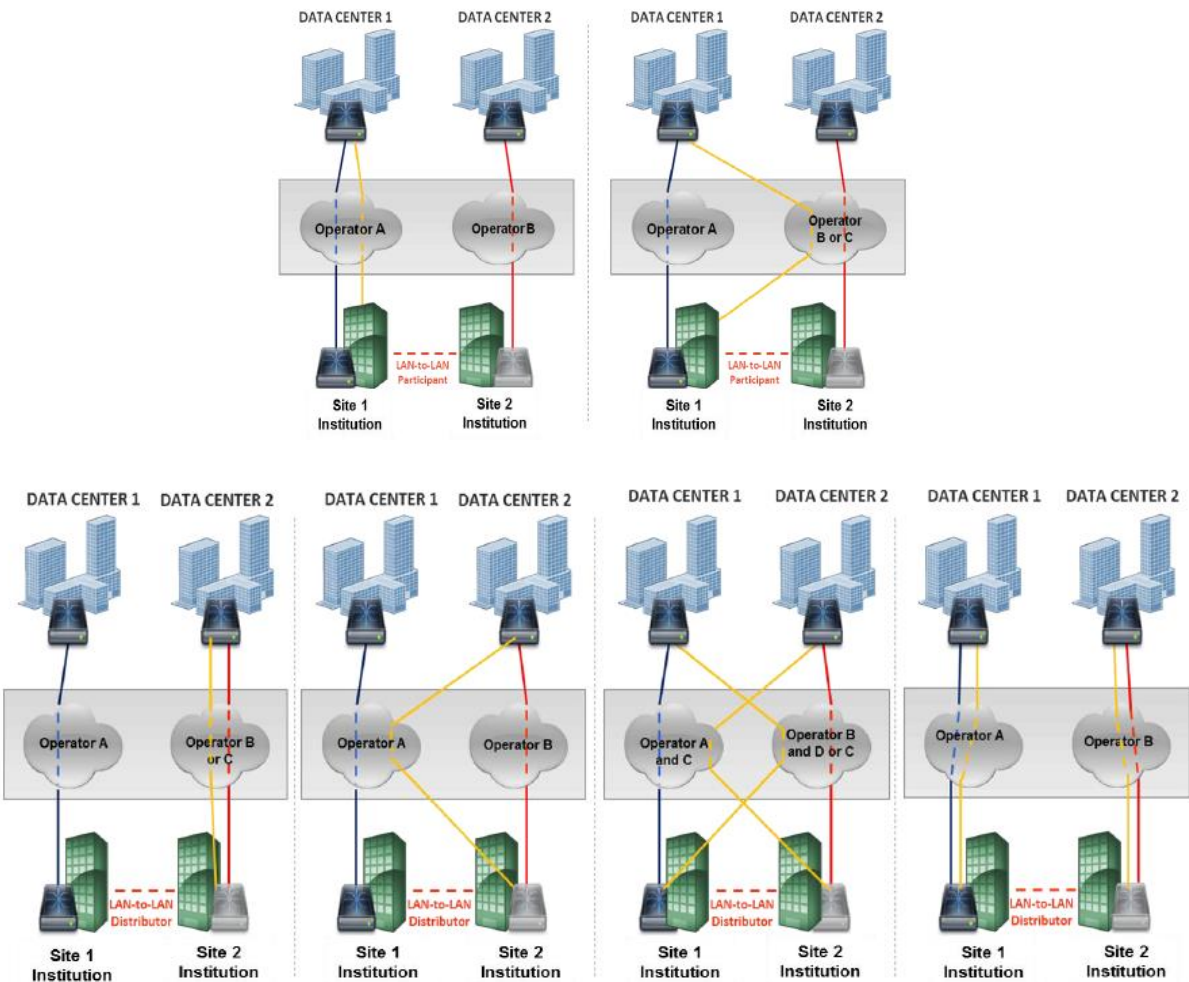 DATA CENTER 1
DATA CENTER 2
Operator A
Operator B
LAN-to-LAN
Participant
Site 1
Institution
Site 2
Institution
DATA CENTER 1
DATA CENTER 2
Operator A
Operator
B or C
LAN-to-LAN
Participant
Site 1
Institution
Site 2
Institution
DATA CENTER 1
DATA CENTER 2
Operator A
Operator B
or C
LAN-to-LAN
Distributor
Site 1
Institution
Site 2
Institution
DATA CENTER 1
DATA CENTER 2
Operator A
Operator B
LAN-to-LAN
Distributor
Site 1
Institution
Site 2
Institution
DATA CENTER 1
DATA CENTER 2
Operator A
and C
Operator B
and D or C
LAN-to-LAN
Distributor
Site 1
Institution
Site 2
Institution
DATA CENTER 1
DATA CENTER 2
Operator A
Operator B
LAN-to-LAN
Distributor
Site 1
Institution
Site 2
Institution